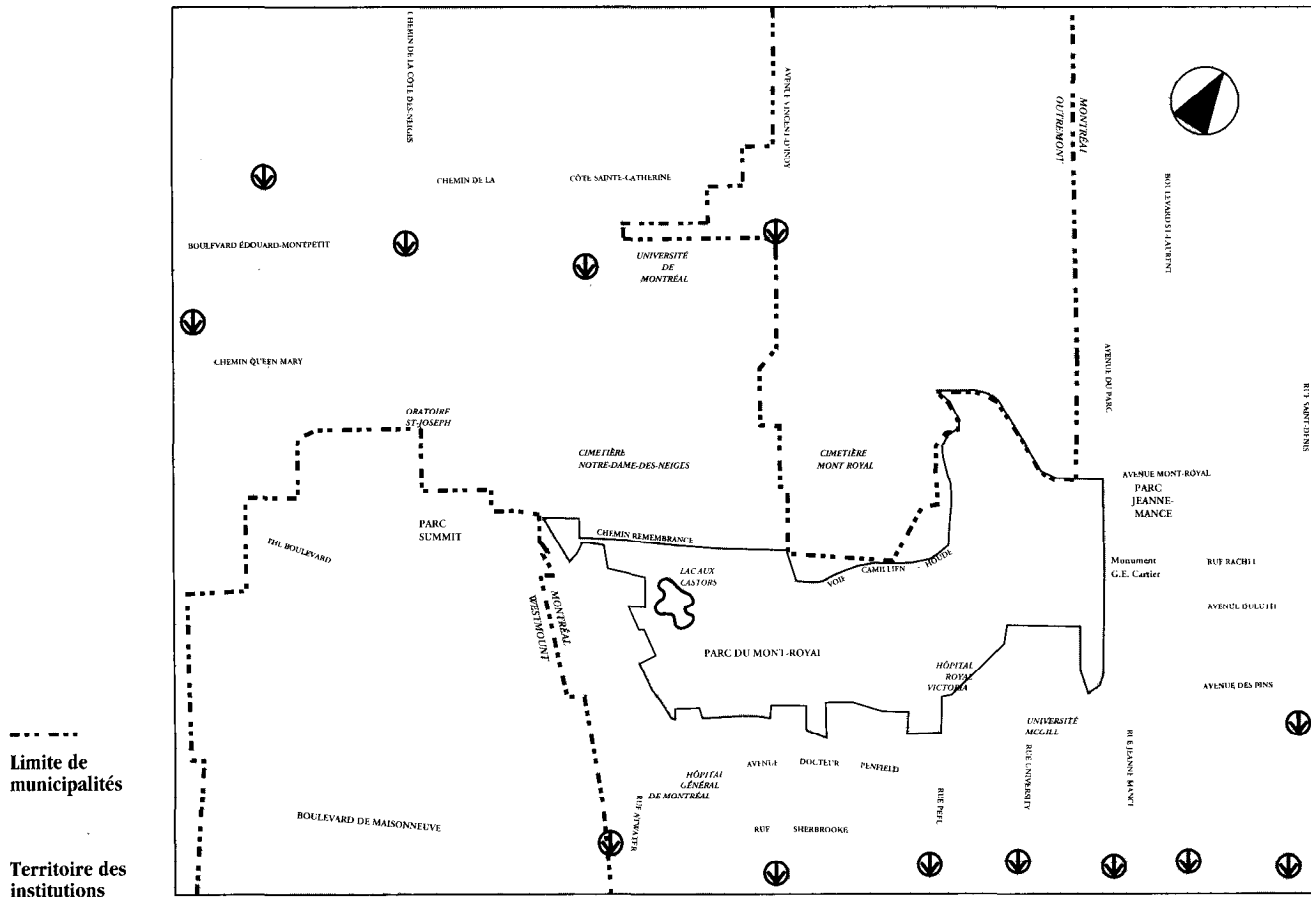 CHEMIN DE LA CÔTE DES-NEIGES
AVENUE VINCENT-D'INDY
MONTRÉAL
OUTREMONT
BOULEVARD ST-LAURENT
CHEMIN DE LA
CÔTE SAINTE-CATHERINE
BOULEVARD ÉDOUARD-MONTPETIT
UNIVERSITÉ
DE
MONTRÉAL
CHEMIN QUEEN MARY
AVENUE DU PARC
RUE SAINT-DENIS
ORATOIRE
ST-JOSEPH
CIMETIÈRE
NOTRE-DAME-DES-NEIGES
CIMETIÈRE
MONT ROYAL
AVENUE MONT-ROYAL
PARC
JEANNE-
MANCE
PARC
SUMMIT
THE BOULEVARD
CHEMIN REMEMBRANCE
VOIE CAMILLIEN - HOUDE
Monument
G.E. Cartier
RUE RACHEL
LAC AUX
CASTORS
MONTRÉAL
WESTMOUNT
AVENUE DULUTH
PARC DU MONT-ROYAL
HÔPITAL
ROYAL
VICTORIA
AVENUE DES PINS
UNIVERSITÉ
MCGILL
RUE UNIVERSITY
RUE JEANNE MANCE
AVENUE DOCTEUR PENFIELD
HÔPITAL
GÉNÉRAL
DE MONTRÉAL
RUE ATWATER
RUE PEEL
BOULEVARD DE MAISONNEUVE
RUE SHERBROOKE
Limite de
municipalités
Territoire des
institutions